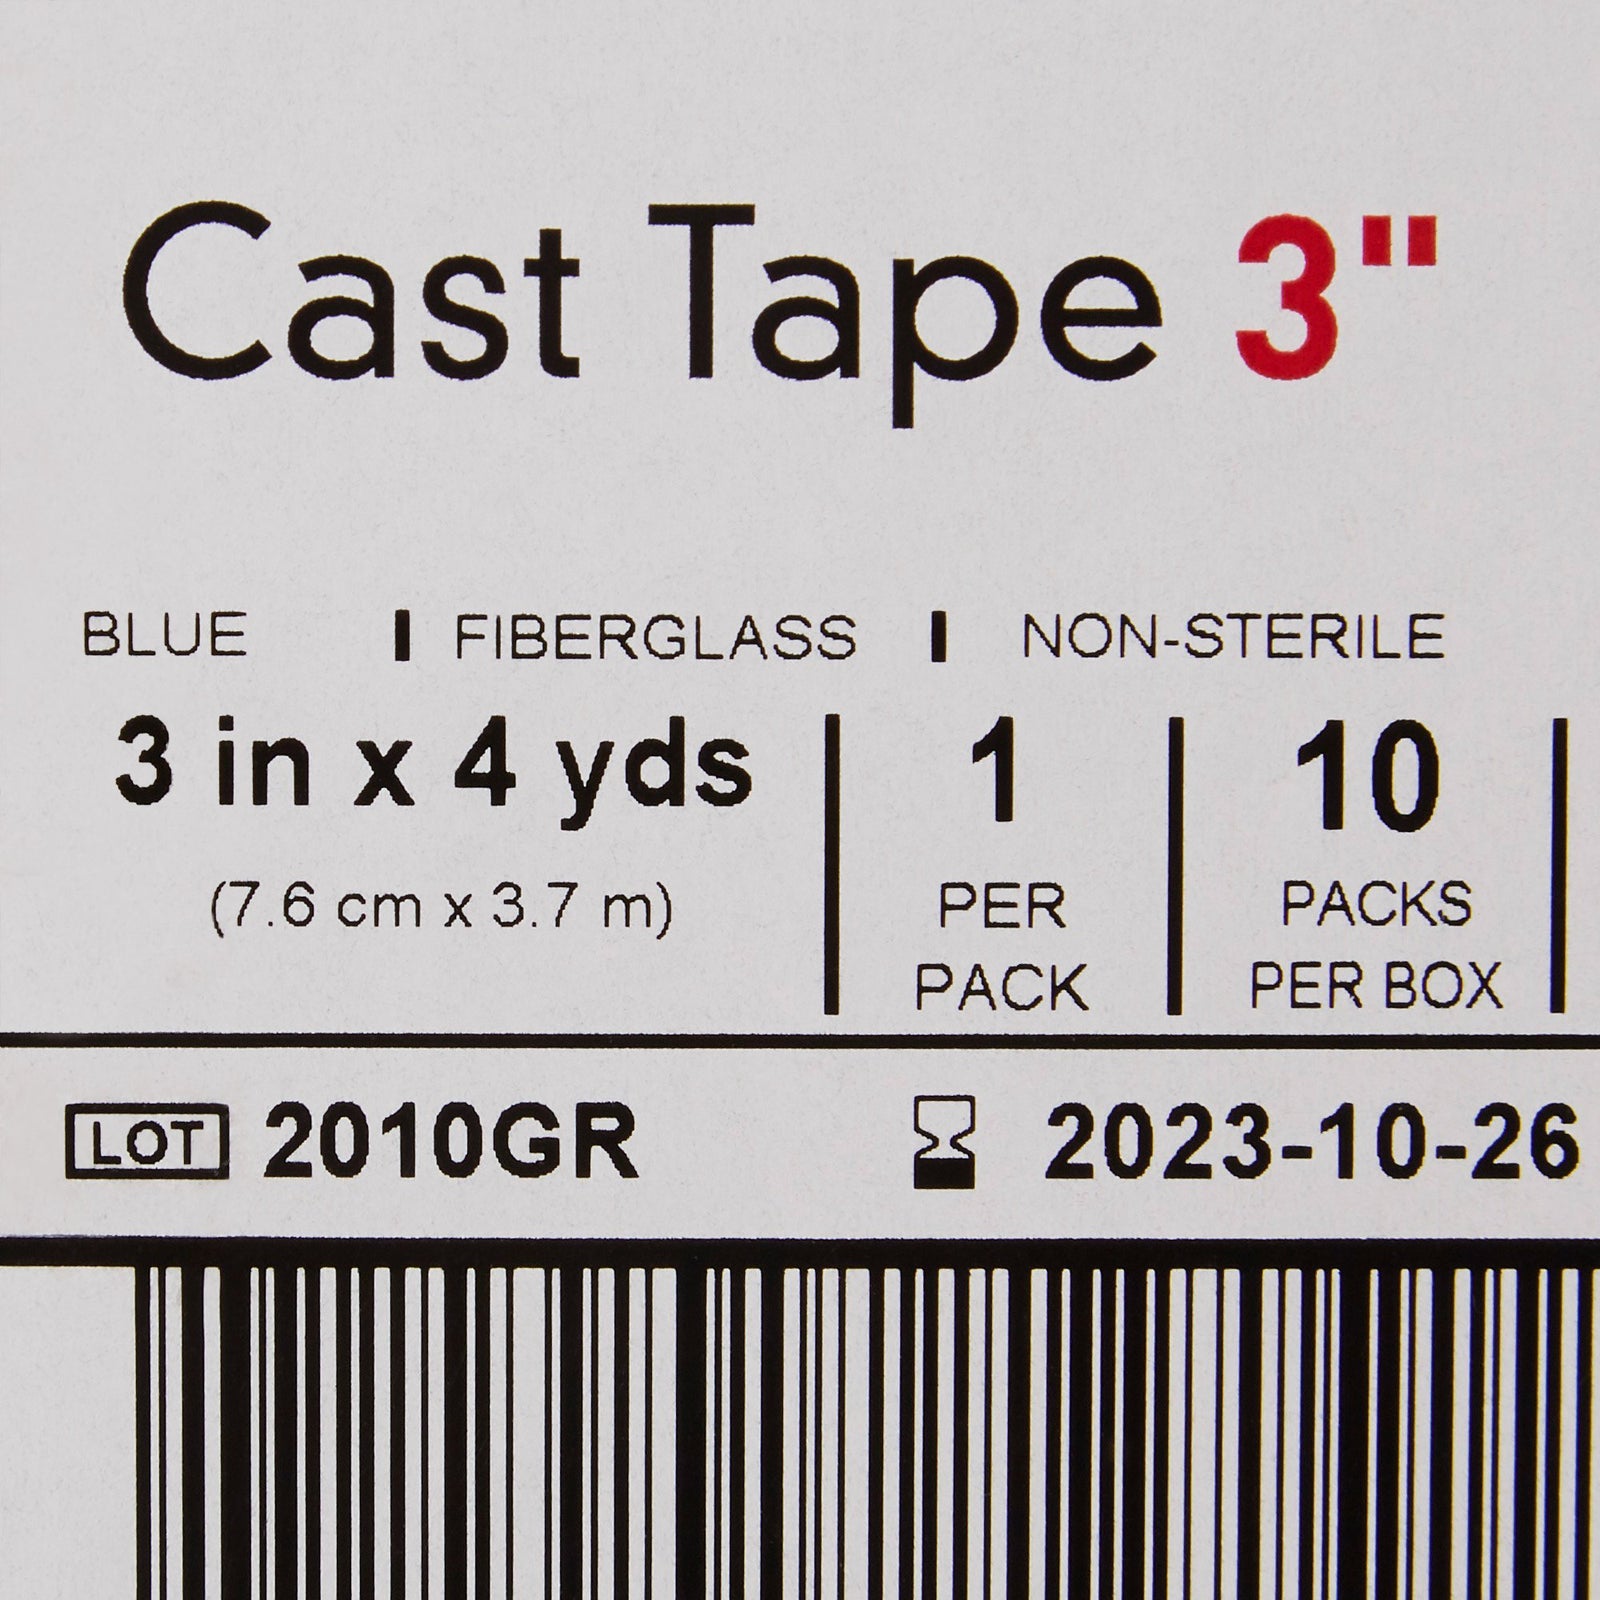 Cast Tape 3"
BLUE FIBERGLASS NON-STERILE
3 in x 4 yds
(7.6 cm x 3.7 m)
1
PER
PACK
10
PACKS
PER BOX
LOT 2010GR
2023-10-26